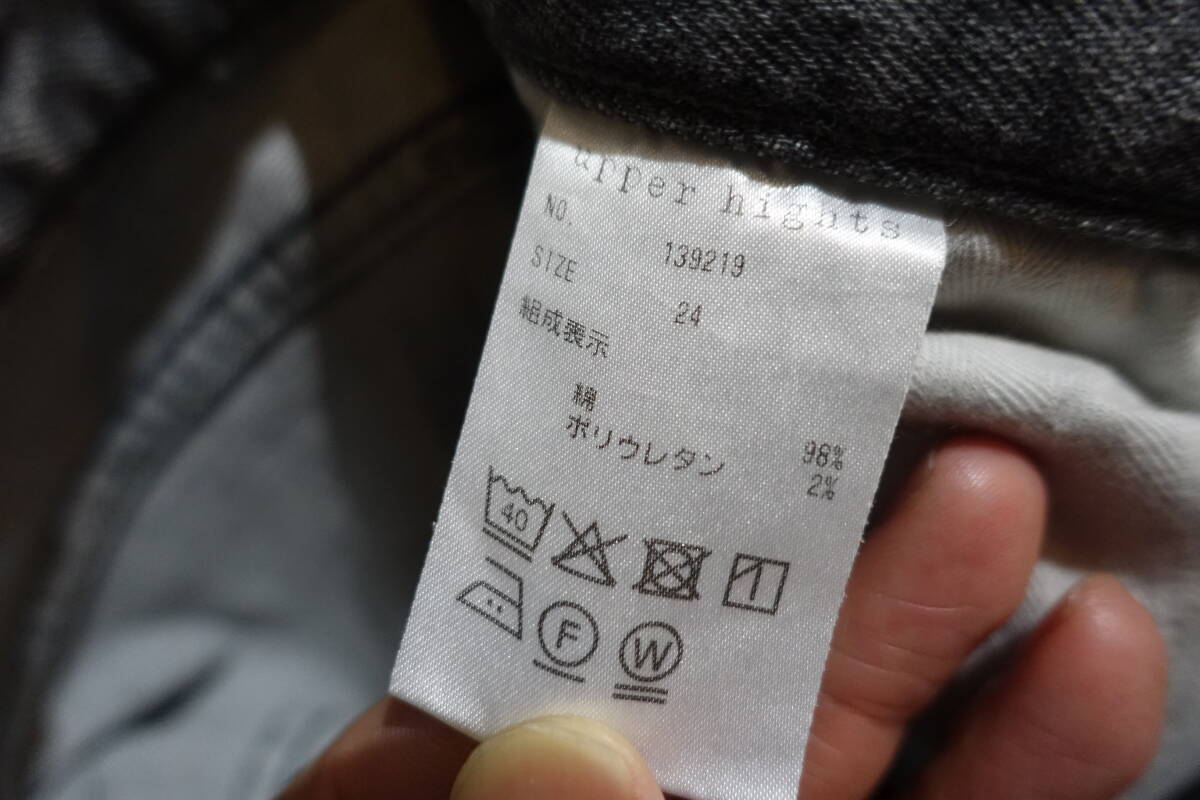 upper hights
NO. 139219
SIZE 24
組成表示
綿 98%
ポリウレタン 2%
40
F W